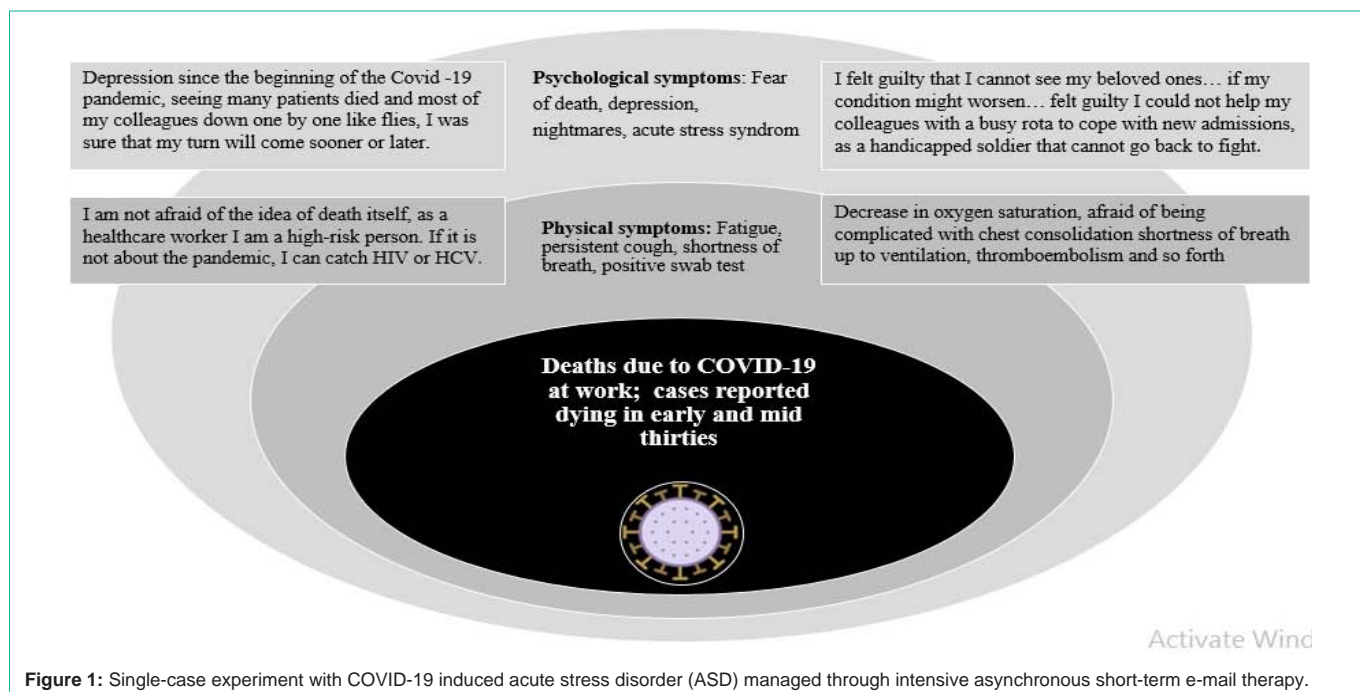 Depression since the beginning of the Covid -19
pandemic, seeing many patients died and most of
my colleagues down one by one like flies, I was
sure that my turn will come sooner or later.
Psychological symptoms: Fear
of death, depression,
nightmares, acute stress syndrom
I felt guilty that I cannot see my beloved ones… if my
condition might worsen… felt guilty I could not help my
colleagues with a busy rota to cope with new admissions,
as a handicapped soldier that cannot go back to fight.
I am not afraid of the idea of death itself, as a
healthcare worker I am a high-risk person. If it is
not about the pandemic, I can catch HIV or HCV.
Physical symptoms: Fatigue,
persistent cough, shortness of
breath, positive swab test
Decrease in oxygen saturation, afraid of being
complicated with chest consolidation shortness of breath
up to ventilation, thromboembolism and so forth
Deaths due to COVID-19
at work;  cases reported
dying in early and mid
thirties
Activate Wind
Figure 1: Single-case experiment with COVID-19 induced acute stress disorder (ASD) managed through intensive asynchronous short-term e-mail therapy.